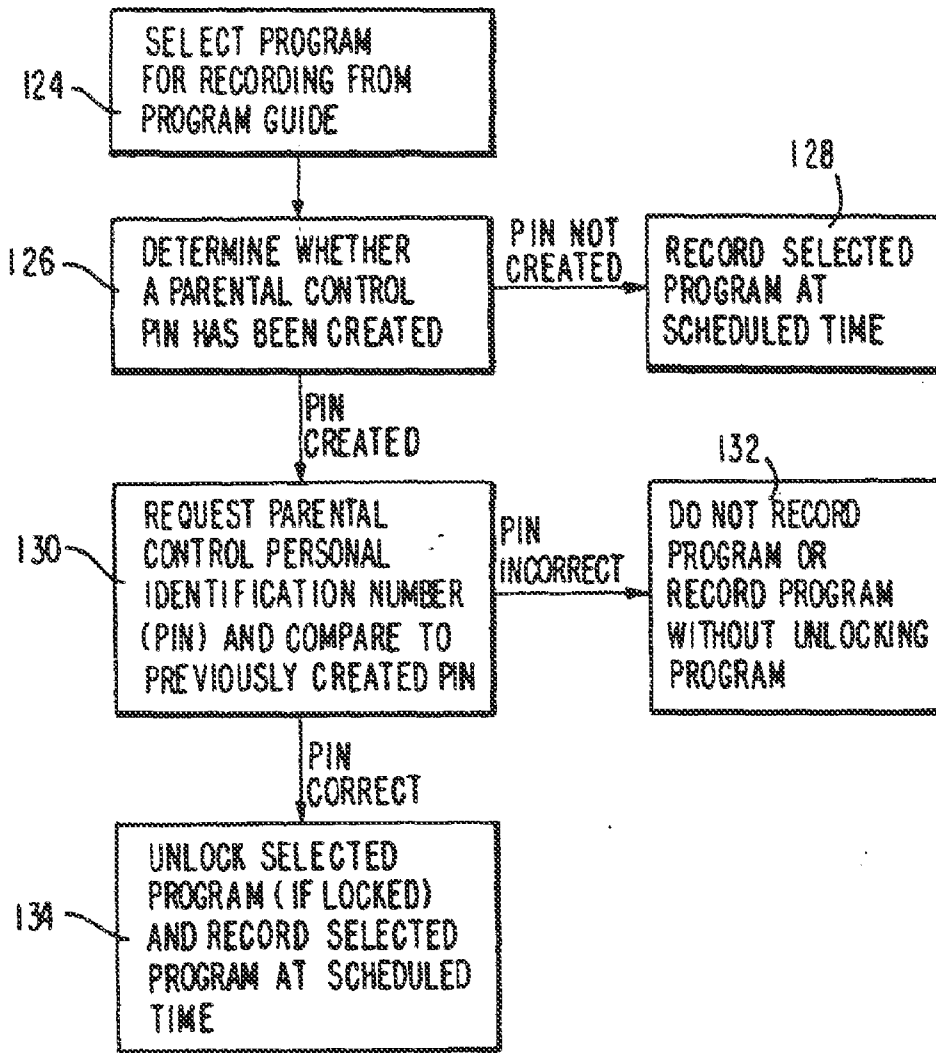 SELECT PROGRAM
FOR RECORDING FROM
PROGRAM GUIDE
124
128
DETERMINE WHETHER
A PARENTAL CONTROL
PIN HAS BEEN CREATED
126
PIN NOT
CREATED
RECORD SELECTED
PROGRAM AT
SCHEDULED TIME
PIN
CREATED
132
REQUEST PARENTAL
CONTROL PERSONAL
IDENTIFICATION NUMBER
(PIN) AND COMPARE TO
PREVIOUSLY CREATED PIN
130
PIN
INCORRECT
DO NOT RECORD
PROGRAM OR
RECORD PROGRAM
WITHOUT UNLOCKING
PROGRAM
PIN
CORRECT
UNLOCK SELECTED
PROGRAM (IF LOCKED)
AND RECORD SELECTED
PROGRAM AT SCHEDULED
TIME
134